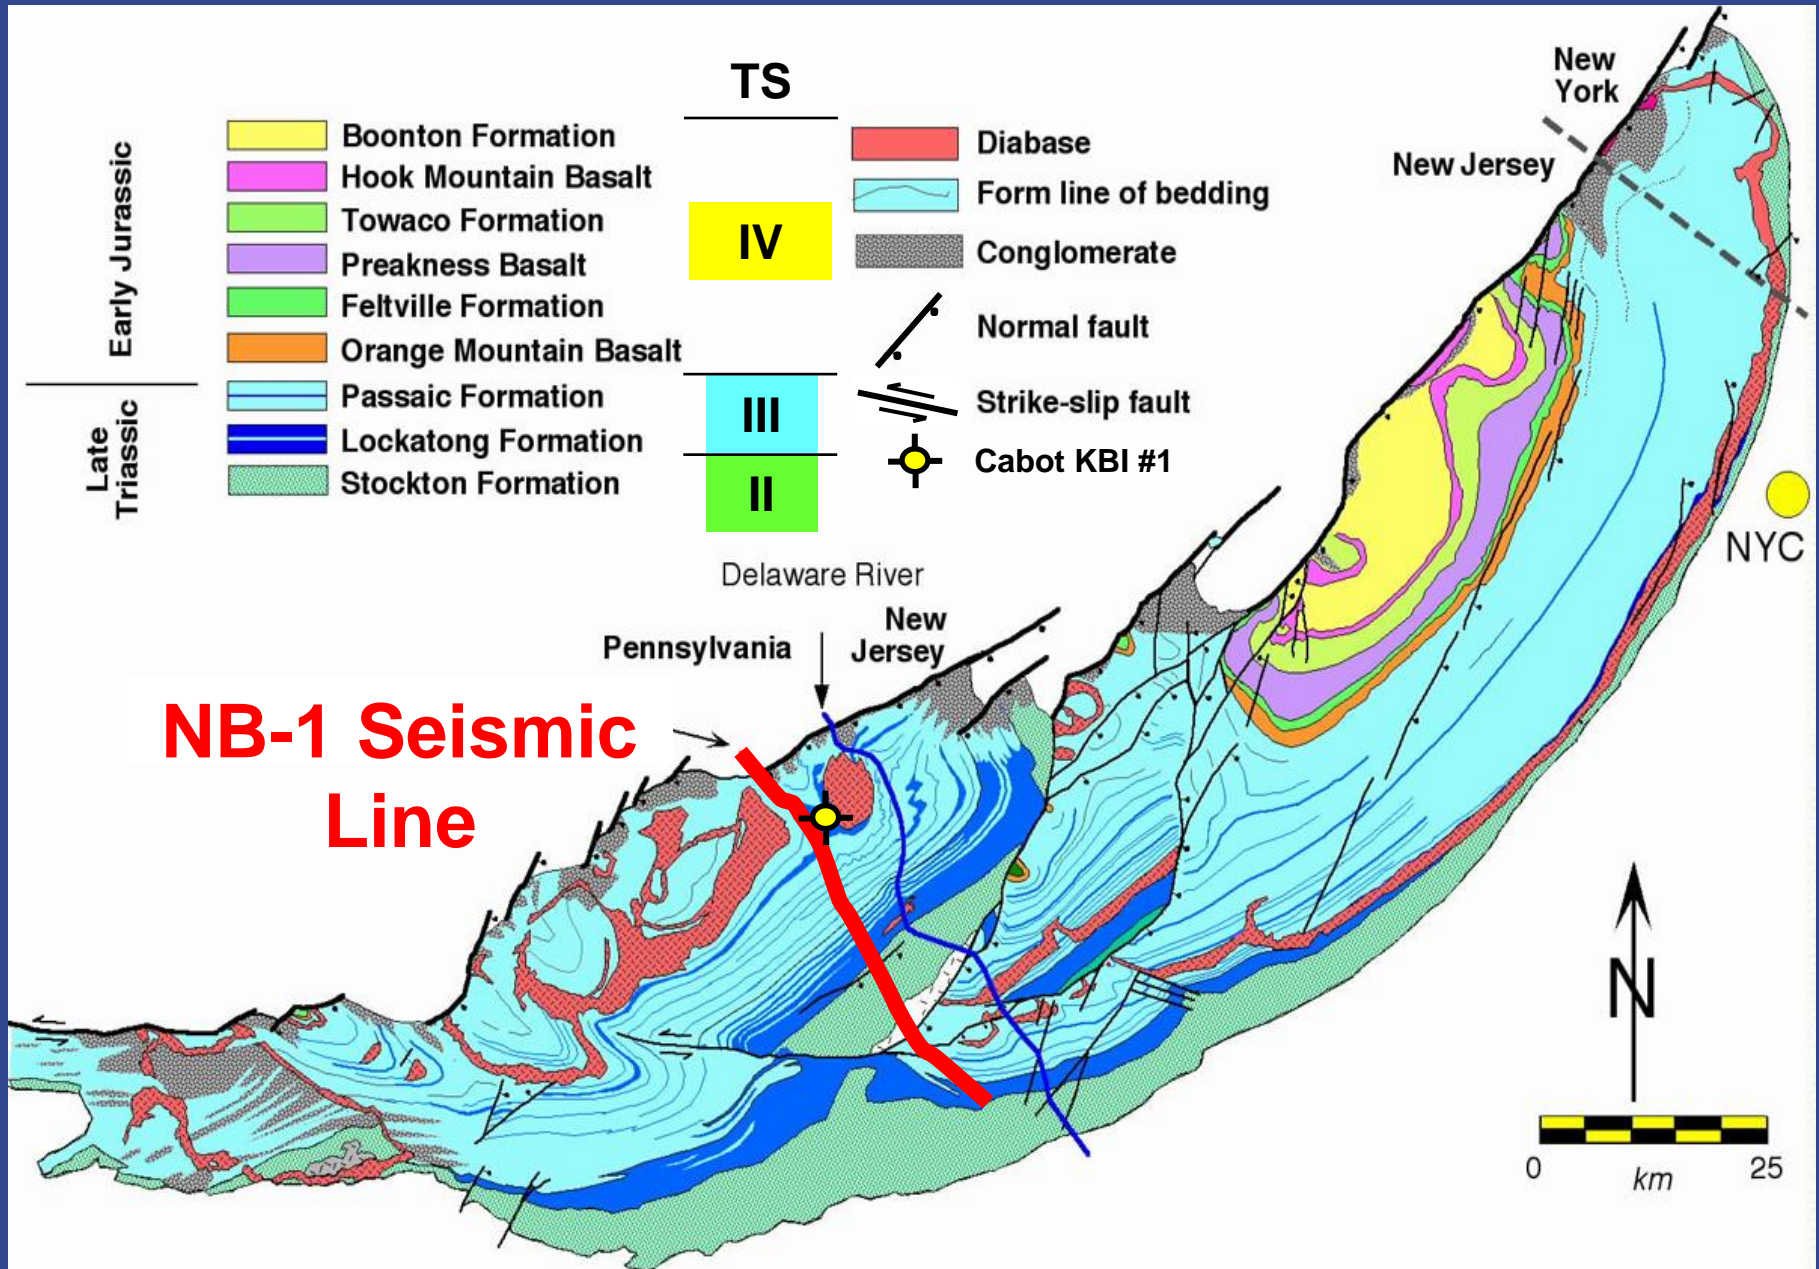 TS
Early Jurassic
Boonton Formation
Hook Mountain Basalt
Towaco Formation
Preakness Basalt
Feltville Formation
Orange Mountain Basalt
Late
Triassic
Passaic Formation
Lockatong Formation
Stockton Formation
IV
III
II
Diabase
Form line of bedding
Conglomerate
Normal fault
Strike-slip fault
Cabot KBI #1
New
York
New Jersey
NYC
Delaware River
New
Jersey
Pennsylvania
NB-1 Seismic
Line
N
0
25
km